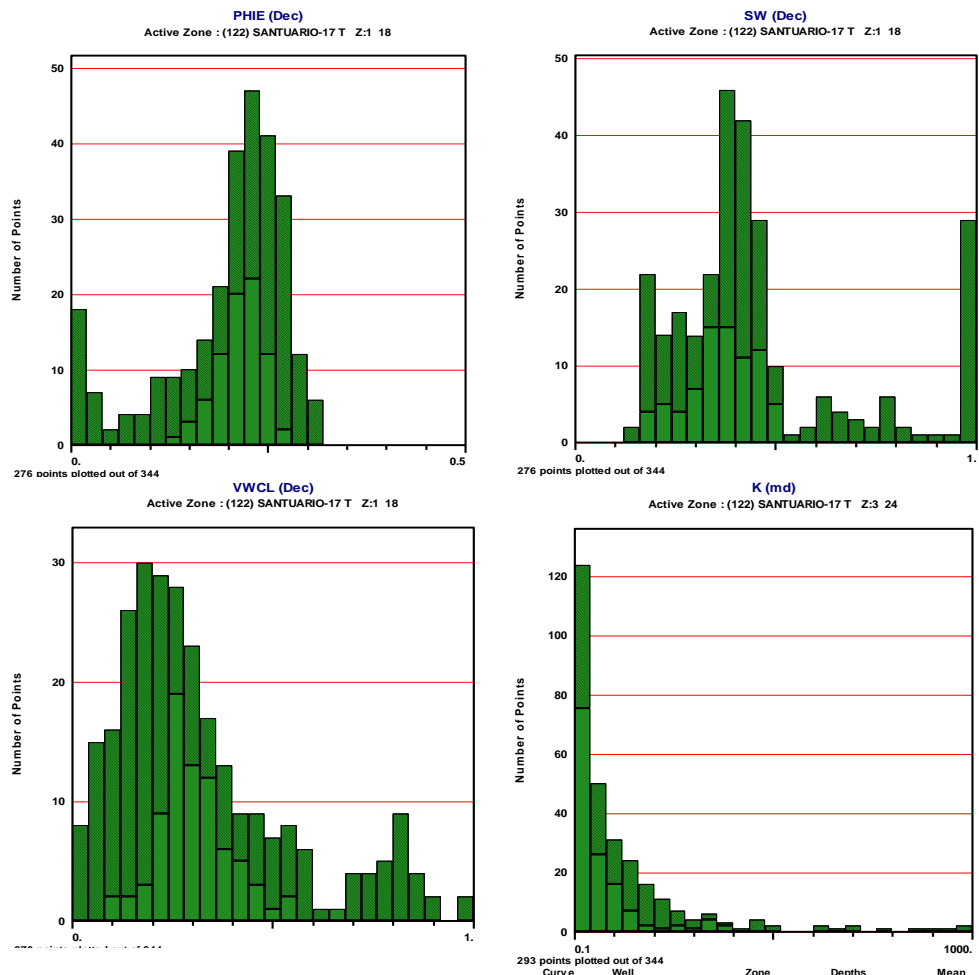 PHIE (Dec)
Active Zone : (122) SANTUARIO-17 T Z:1 18
50
40
30
20
10
0
Number of Points
0.
0.5
276 points plotted out of 344
SW (Dec)
Active Zone : (122) SANTUARIO-17 T Z:1 18
50
40
30
20
10
0
Number of Points
0.
1.
276 points plotted out of 344
VWCL (Dec)
Active Zone : (122) SANTUARIO-17 T Z:1 18
30
20
10
0
Number of Points
0.
1.
points plotted out of 344
K (md)
Active Zone : (122) SANTUARIO-17 T Z:3 24
120
100
80
60
40
20
0
Number of Points
0.1
1000.
293 points plotted out of 344
Curve Well Zone Depths Mean